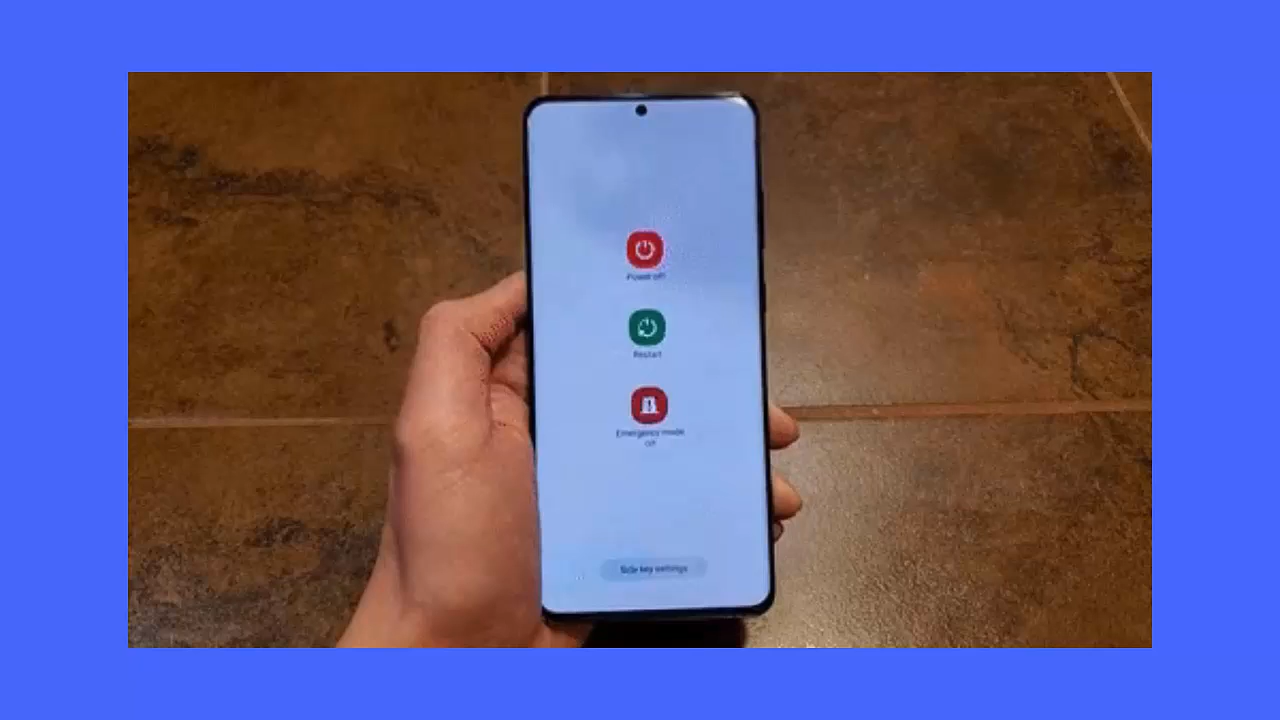 Power off
Restart
Emergency mode
off
Side key settings